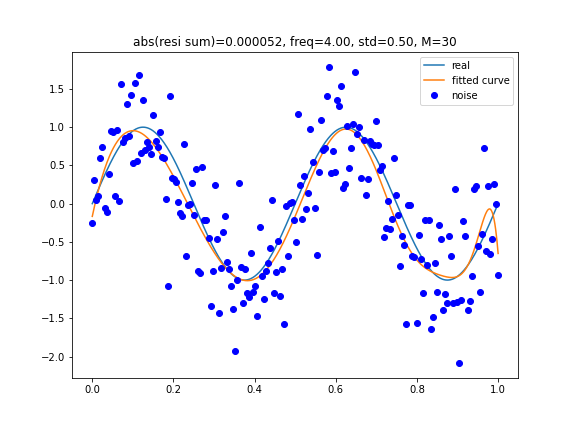 abs(resi sum)=0.000052, freq=4.00, std=0.50, M=30
real
fitted curve
noise
1.5
1.0
0.5
0.0
−0.5
−1.0
−1.5
−2.0
0.0 0.2 0.4 0.6 0.8 1.0